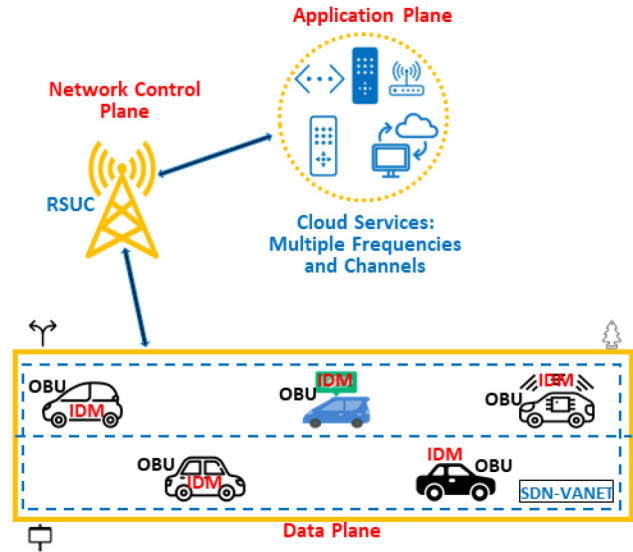 Application Plane
Network Control
Plane
RSUC
Cloud Services:
Multiple Frequencies
and Channels
OBU
IDM
OBU
IDM
OBU
IDM
OBU
IDM
IDM
OBU
SDN-VANET
Data Plane